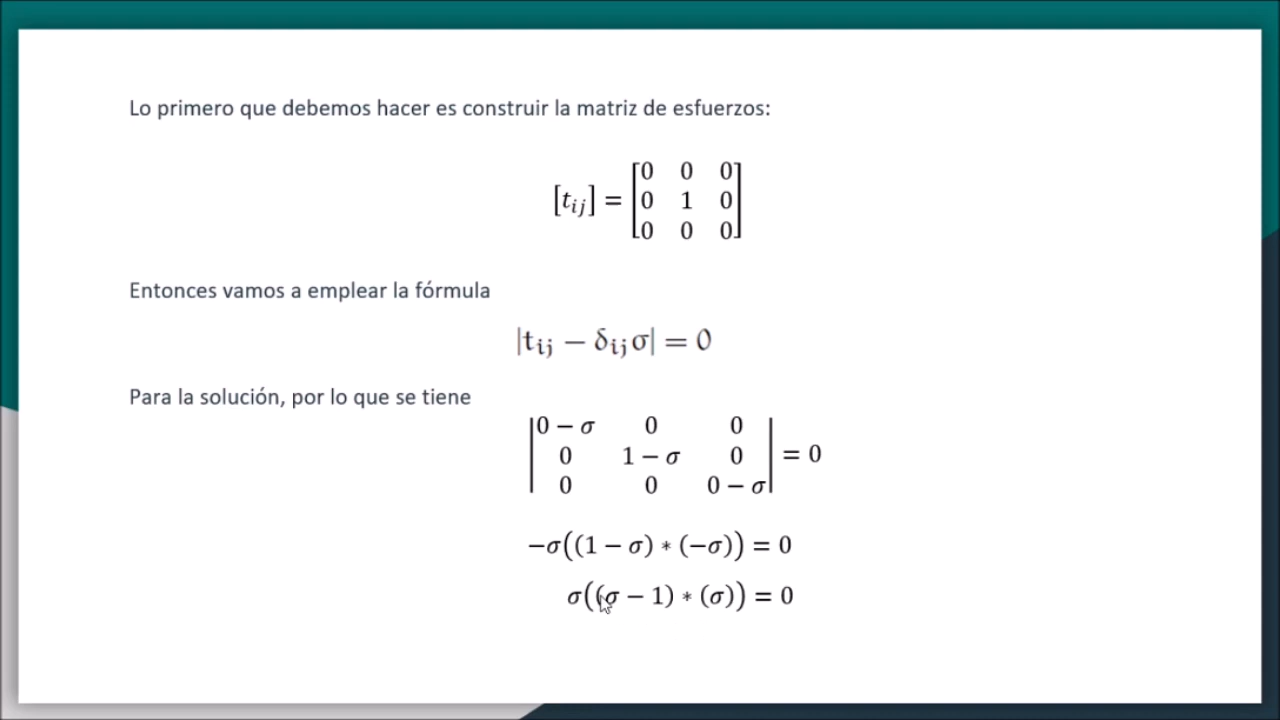 Lo primero que debemos hacer es construir la matriz de esfuerzos:
[t_ij] = [0 0 0
0 1 0
0 0 0]
Entonces vamos a emplear la fórmula
|t_ij − δ_ij σ| = 0
Para la solución, por lo que se tiene
|0 − σ 0 0
0 1 − σ 0
0 0 0 − σ| = 0
−σ((1 − σ) * (−σ)) = 0
σ((σ − 1) * (σ)) = 0